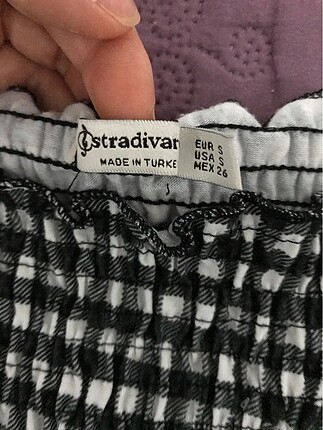 stradivar
MADE IN TURKE
EUR S
USA S
MEX 26